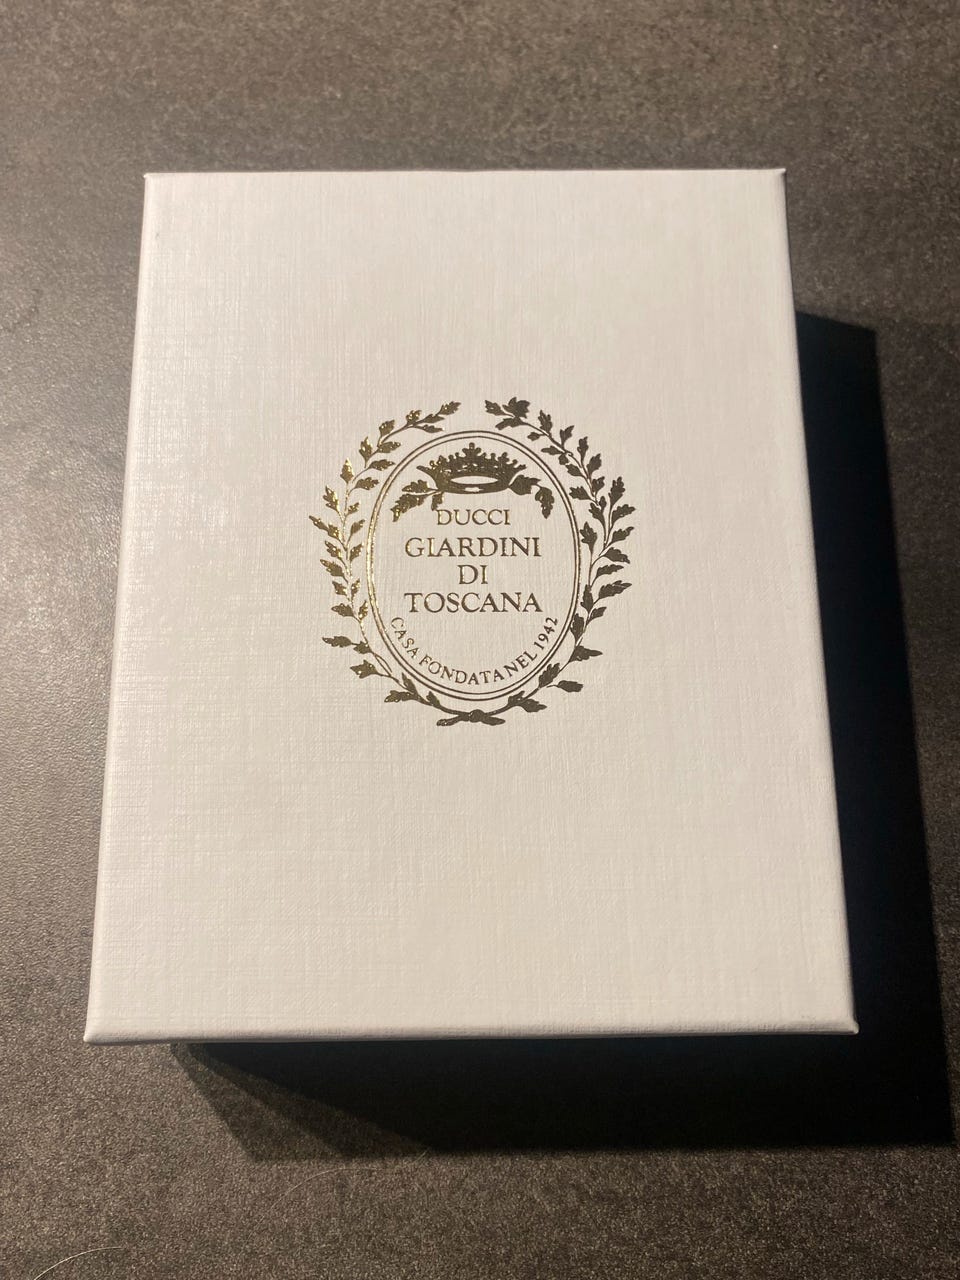 DUCCI
GIARDINI
DI
TOSCANA
CASA FONDATA NEL 1942